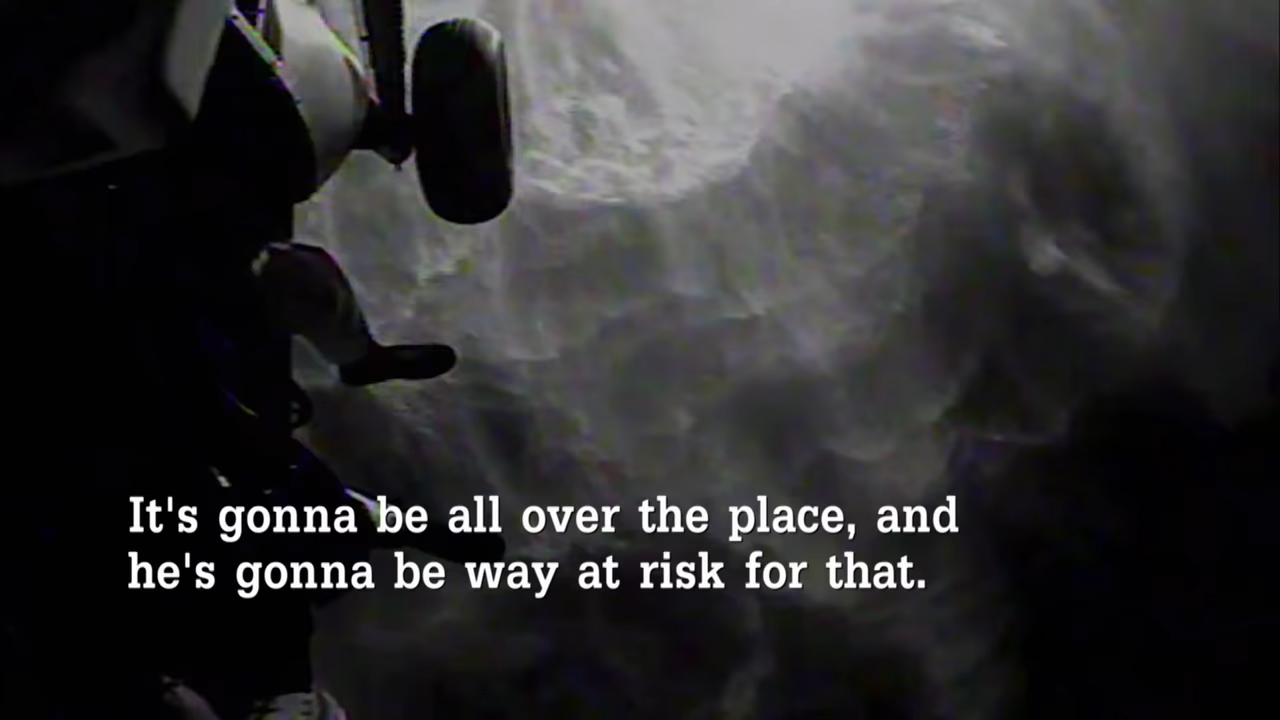 It's gonna be all over the place, and
he's gonna be way at risk for that.